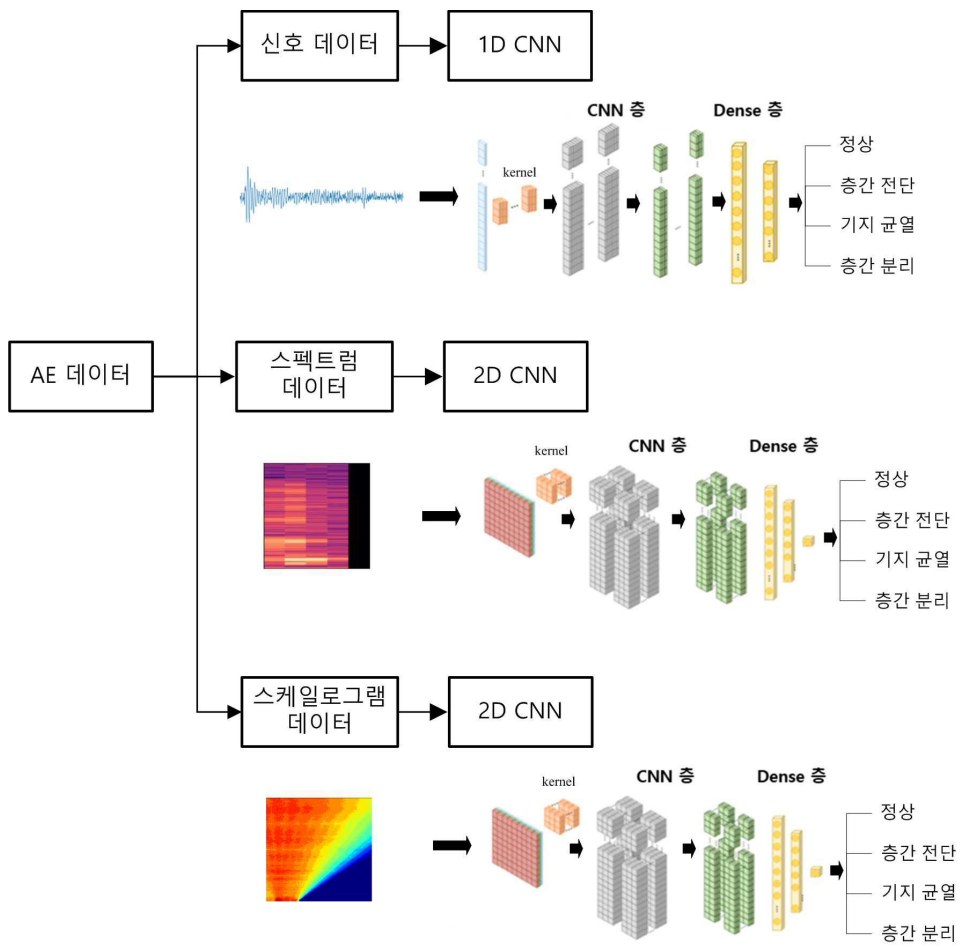 신호 데이터
1D CNN
CNN 층
Dense 층
kernel
정상
층간 전단
기지 균열
층간 분리
AE 데이터
스펙트럼
데이터
2D CNN
kernel
CNN 층
Dense 층
정상
층간 전단
기지 균열
층간 분리
스케일로그램
데이터
2D CNN
kernel
CNN 층
Dense 층
정상
층간 전단
기지 균열
층간 분리